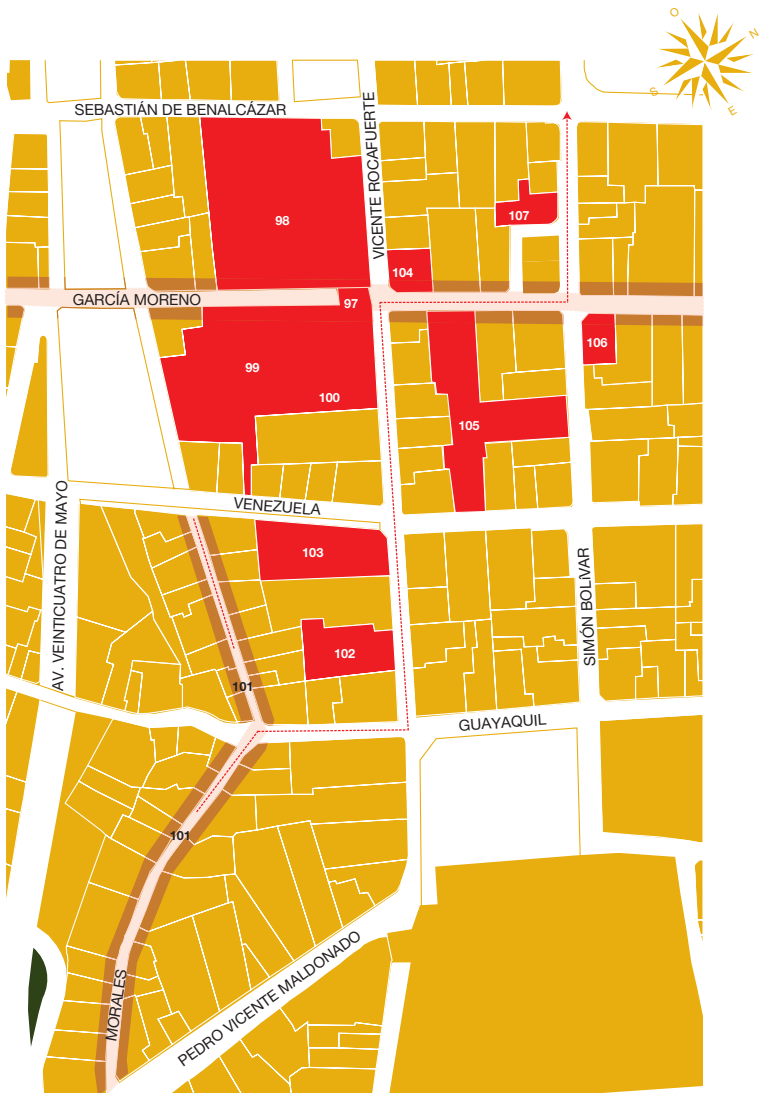 O
N
S
E
SEBASTIÁN DE BENALCÁZAR
VICENTE ROCAFUERTE
98
107
104
GARCÍA MORENO
97
106
99
100
105
AV. VEINTICUATRO DE MAYO
VENEZUELA
103
SIMÓN BOLíVAR
102
101
GUAYAQUIL
101
MORALES
PEDRO VICENTE MALDONADO